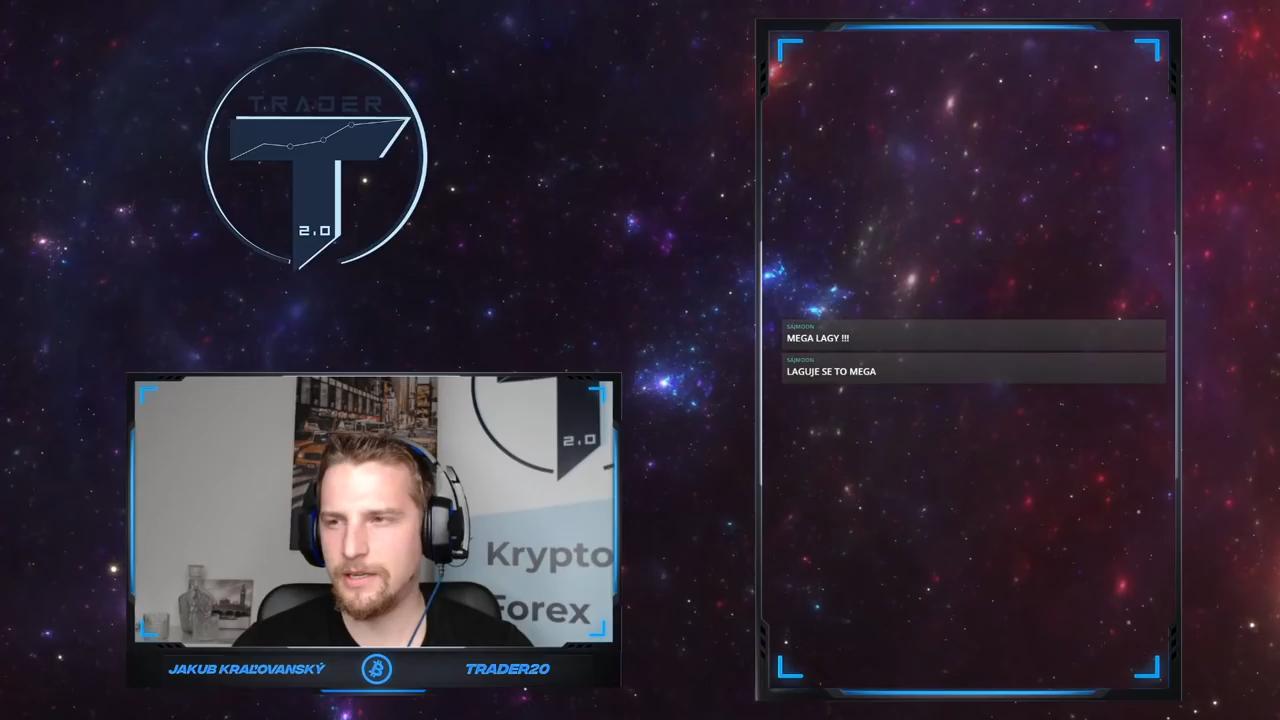 TRADER
2.0
SAJMOON
MEGA LAGY !!!
SAJMOON
LAGUJE SE TO MEGA
2.0
Krypto
Forex
JAKUB KRAĽOVANSKÝ
TRADER20